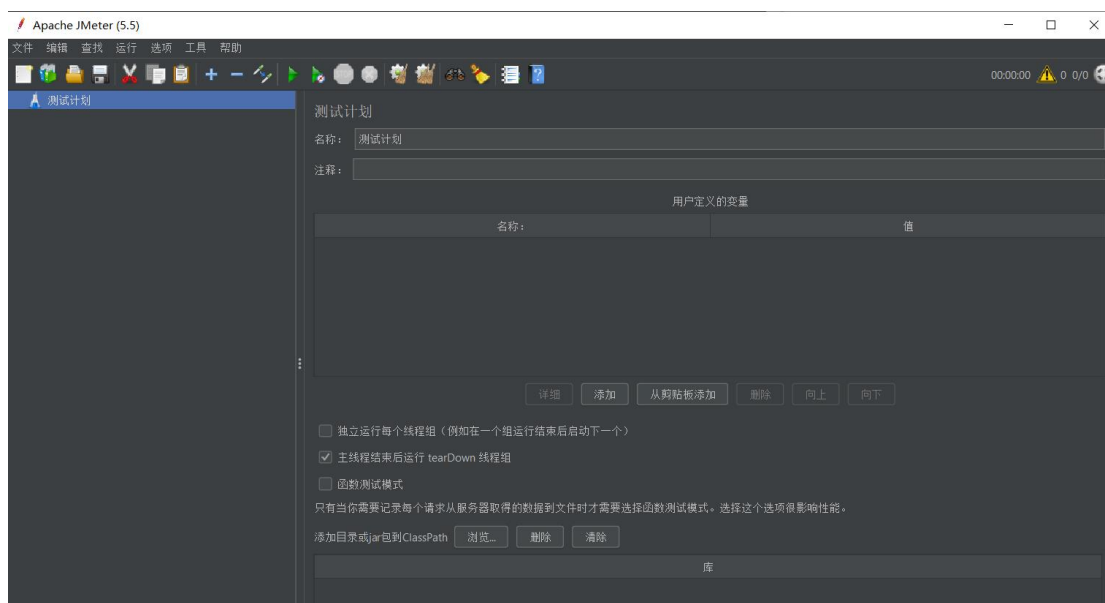 Apache JMeter (5.5)
文件 编辑 查找 运行 选项 工具 帮助
00:00:00 0 0/0
测试计划
测试计划
名称： 测试计划
注释：
用户定义的变量
名称： 值
详细 添加 从剪贴板添加 删除 向上 向下
独立运行每个线程组（例如在一个组运行结束后启动下一个）
主线程结束后运行 tearDown 线程组
函数测试模式
只有当你需要记录每个请求从服务器取得的数据到文件时才需要选择函数测试模式。选择这个选项很影响性能。
添加目录或jar包到ClassPath 浏览... 删除 清除
库